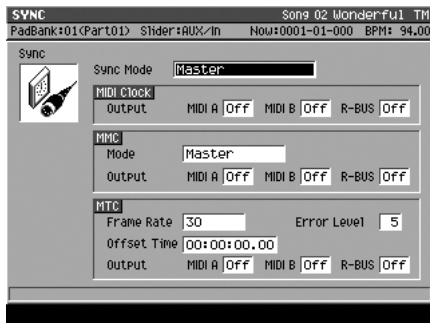 SYNC Song 02 Wonderful TM
PadBank:01(Part01) Slider:AUX/In Now:0001-01-000 BPM: 94.00
Sync
Sync Mode Master
MIDI Clock
Output MIDI A Off MIDI B Off R-BUS Off
MMC
Mode Master
Output MIDI A Off MIDI B Off R-BUS Off
MTC
Frame Rate 30 Error Level 5
Offset Time 00:00:00.00
Output MIDI A Off MIDI B Off R-BUS Off